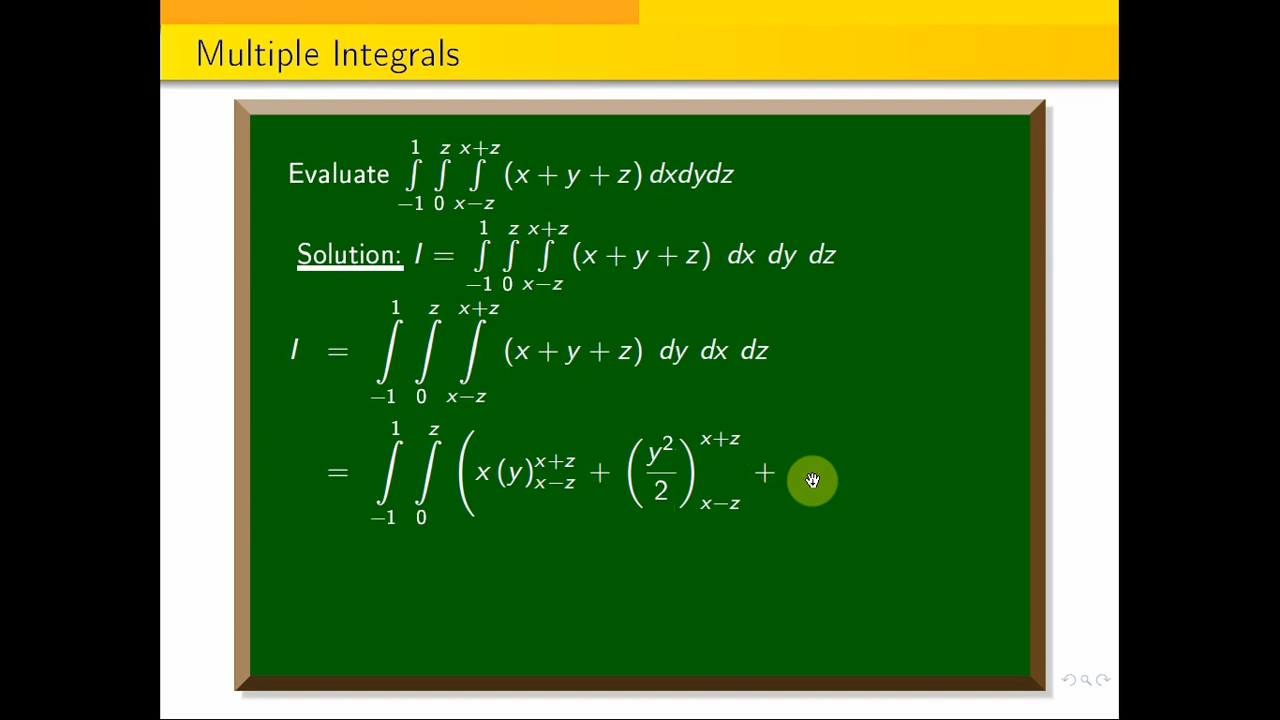 Multiple Integrals
Evaluate ∫_{−1}^{1} ∫_{0}^{z} ∫_{x−z}^{x+z} (x + y + z) dxdydz
Solution: I = ∫_{−1}^{1} ∫_{0}^{z} ∫_{x−z}^{x+z} (x + y + z) dx dy dz
I = ∫_{−1}^{1} ∫_{0}^{z} ∫_{x−z}^{x+z} (x + y + z) dy dx dz
= ∫_{−1}^{1} ∫_{0}^{z} ( x (y)_{x−z}^{x+z} + (y²/2)_{x−z}^{x+z} +